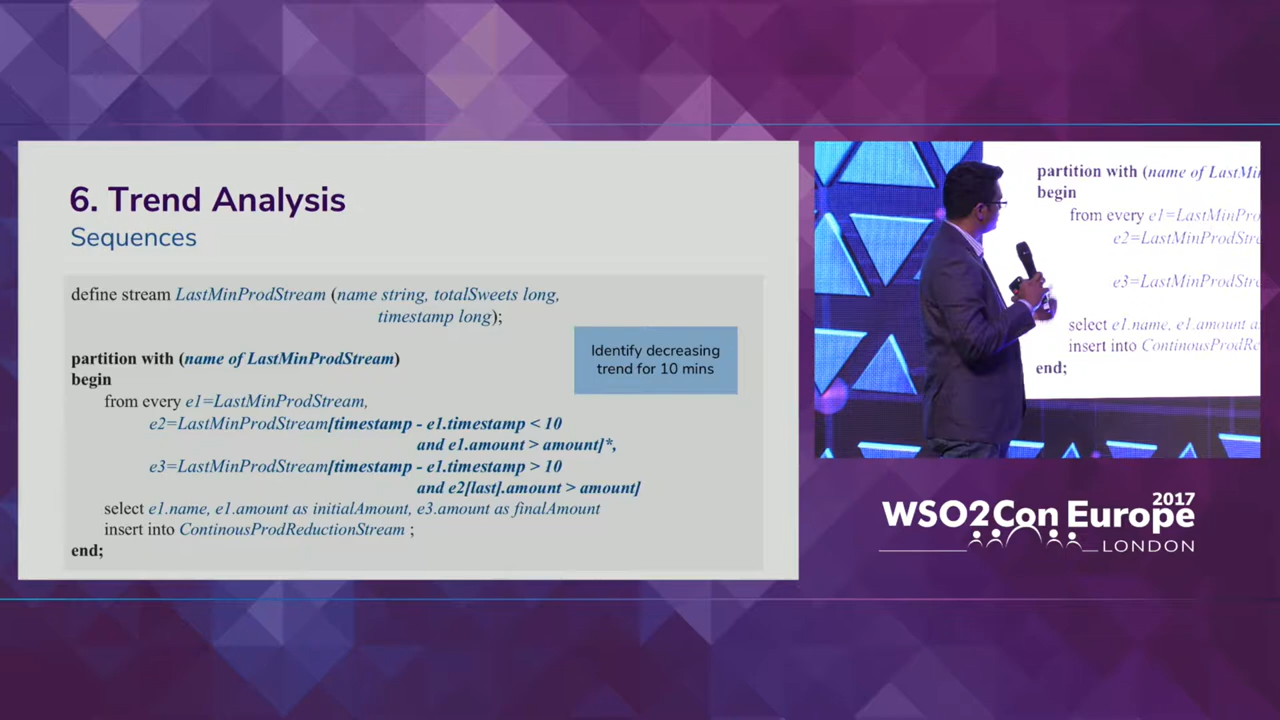 6. Trend Analysis
Sequences
define stream LastMinProdStream (name string, totalSweets long,
timestamp long);
Identify decreasing
trend for 10 mins
partition with (name of LastMinProdStream)
begin
from every e1=LastMinProdStream,
e2=LastMinProdStream[timestamp - e1.timestamp < 10
and e1.amount > amount]*,
e3=LastMinProdStream[timestamp - e1.timestamp > 10
and e2[last].amount > amount]
select e1.name, e1.amount as initialAmount, e3.amount as finalAmount
insert into ContinousProdReductionStream ;
end;
partition with (name of LastMi
begin
from every e1=LastMinPro
e2=LastMinProdStre
e3=LastMinProdStre
select e1.name, e1.amount a
insert into ContinousProdRe
end;
2017
WSO2Con Europe
LONDON